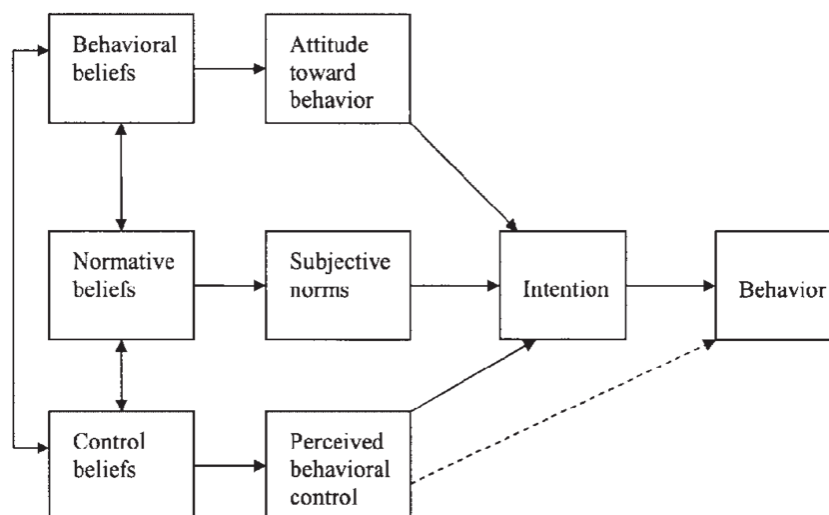 Behavioral
beliefs
Attitude
toward
behavior
Normative
beliefs
Subjective
norms
Intention
Behavior
Control
beliefs
Perceived
behavioral
control